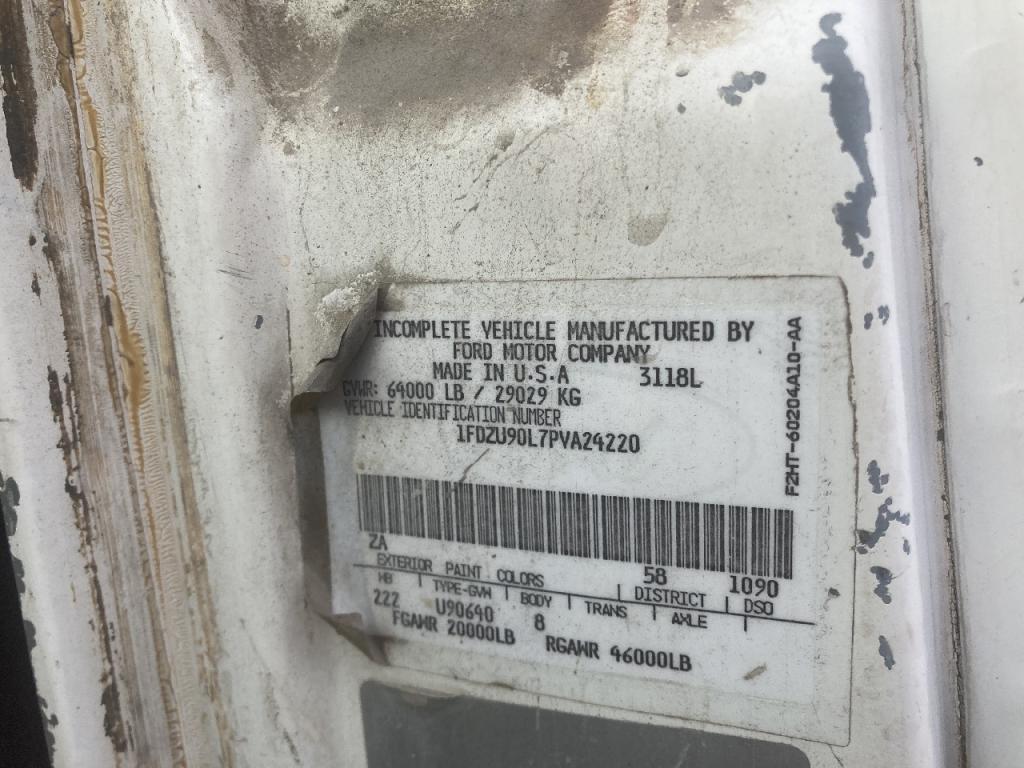 INCOMPLETE VEHICLE MANUFACTURED BY
FORD MOTOR COMPANY
MADE IN U.S.A 3118L
GVWR: 64000 LB / 29029 KG
VEHICLE IDENTIFICATION NUMBER
1FDZU90L7PVA24220
F2HT-60204A10-AA
ZA 58 1090
EXTERIOR PAINT COLORS DISTRICT DSO
WB TYPE-GVW BODY TRANS AXLE
222 U90640 8
FGAWR 20000LB RGAWR 46000LB